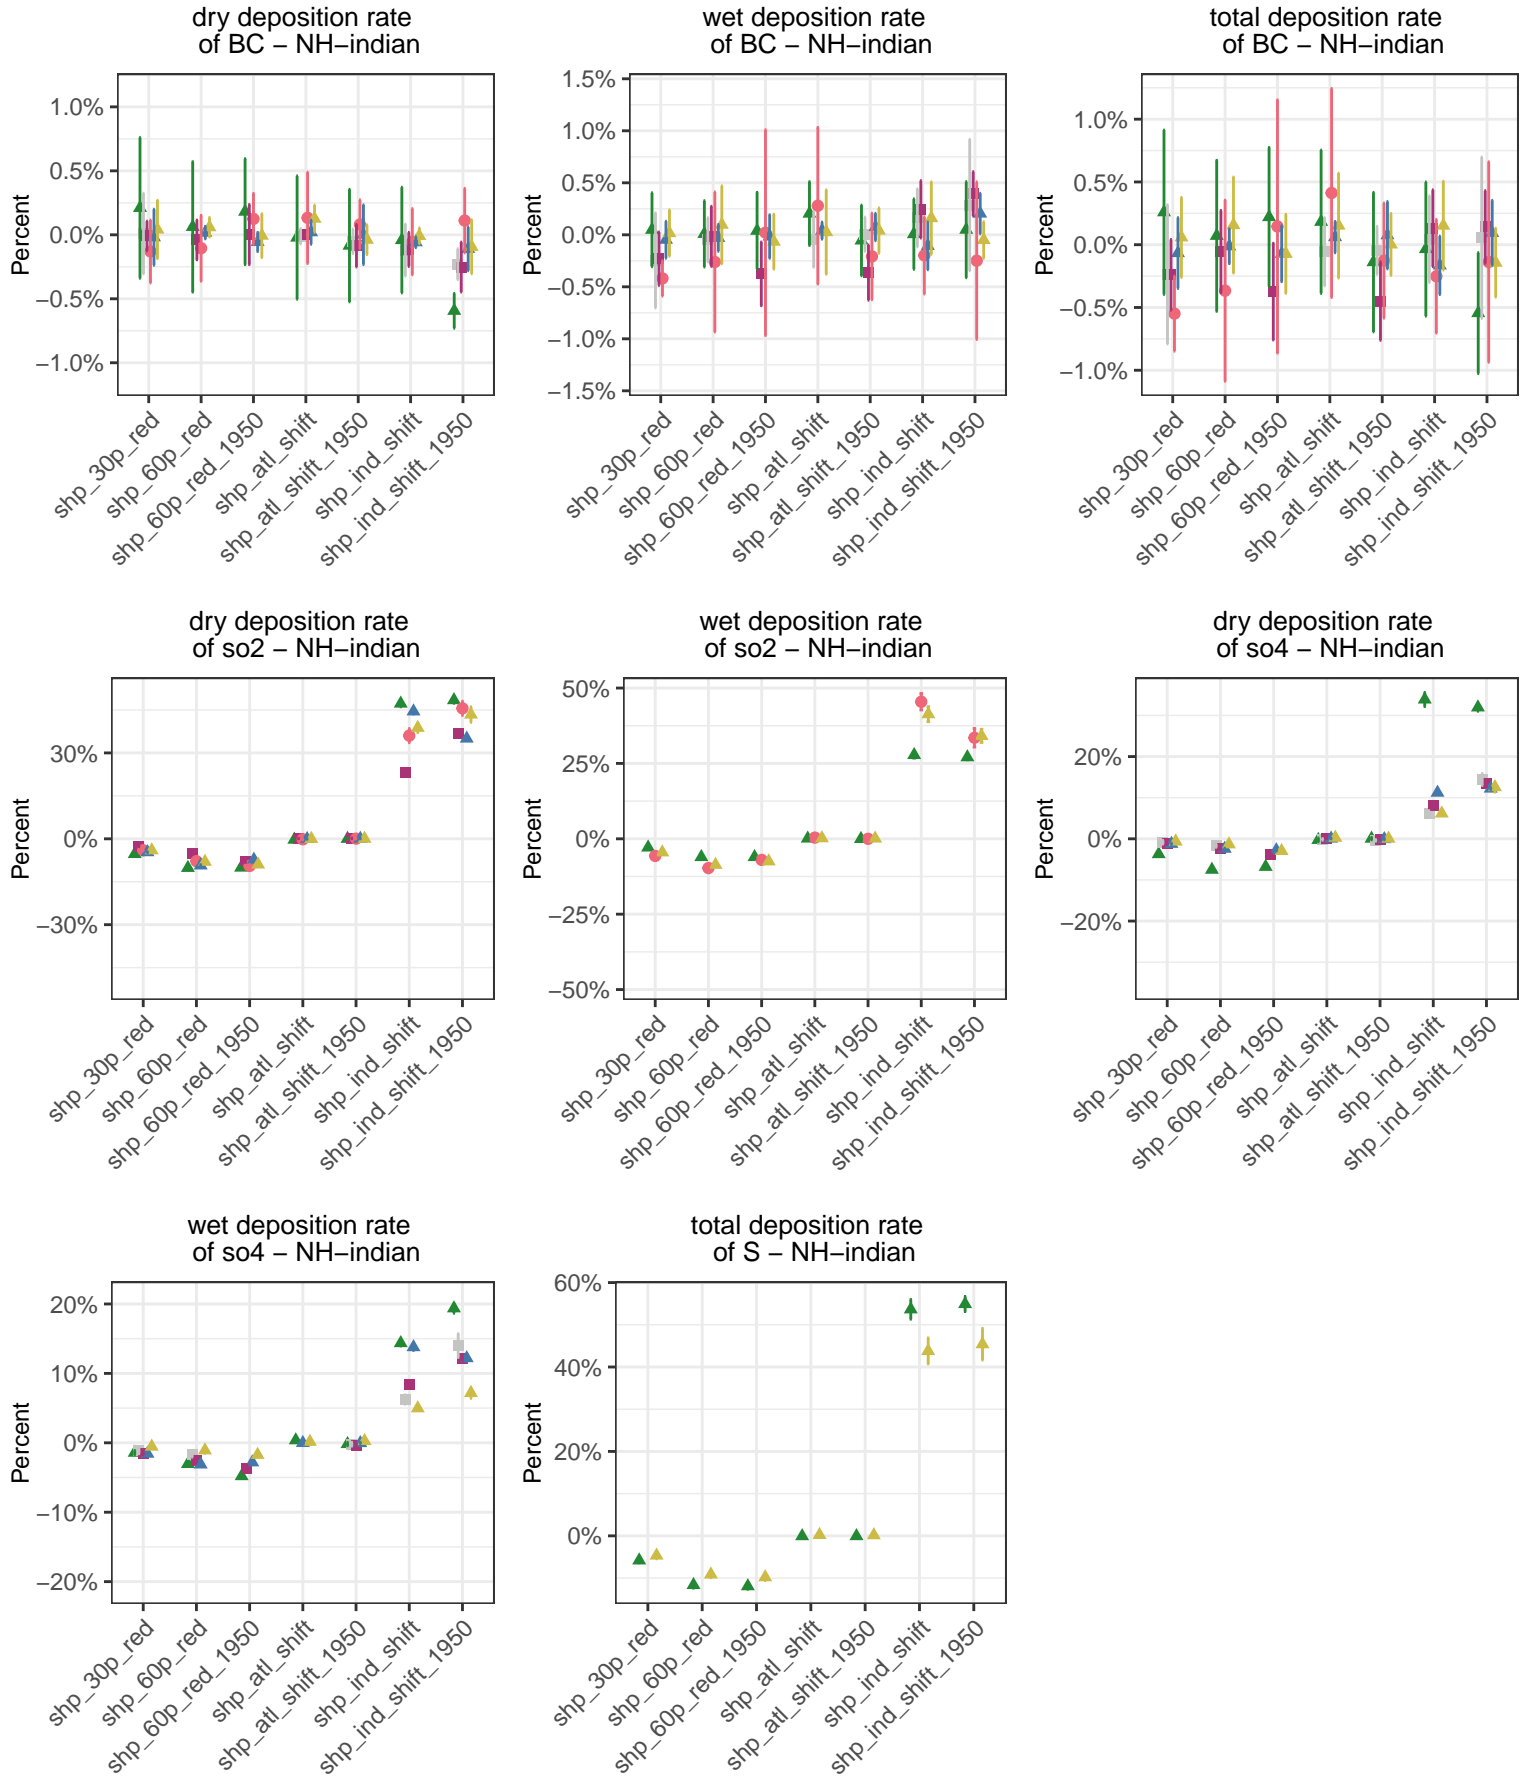 dry deposition rate
of BC − NH−indian
Percent
1.0%
0.5%
0.0%
−0.5%
−1.0%
shp_30p_red
shp_60p_red
shp_60p_red_1950
shp_atl_shift
shp_atl_shift_1950
shp_ind_shift
shp_ind_shift_1950
wet deposition rate
of BC − NH−indian
Percent
1.5%
1.0%
0.5%
0.0%
−0.5%
−1.0%
−1.5%
shp_30p_red
shp_60p_red
shp_60p_red_1950
shp_atl_shift
shp_atl_shift_1950
shp_ind_shift
shp_ind_shift_1950
total deposition rate
of BC − NH−indian
Percent
1.0%
0.5%
0.0%
−0.5%
−1.0%
shp_30p_red
shp_60p_red
shp_60p_red_1950
shp_atl_shift
shp_atl_shift_1950
shp_ind_shift
shp_ind_shift_1950
dry deposition rate
of so2 − NH−indian
Percent
30%
0%
−30%
shp_30p_red
shp_60p_red
shp_60p_red_1950
shp_atl_shift
shp_atl_shift_1950
shp_ind_shift
shp_ind_shift_1950
wet deposition rate
of so2 − NH−indian
Percent
50%
25%
0%
−25%
−50%
shp_30p_red
shp_60p_red
shp_60p_red_1950
shp_atl_shift
shp_atl_shift_1950
shp_ind_shift
shp_ind_shift_1950
dry deposition rate
of so4 − NH−indian
Percent
20%
0%
−20%
shp_30p_red
shp_60p_red
shp_60p_red_1950
shp_atl_shift
shp_atl_shift_1950
shp_ind_shift
shp_ind_shift_1950
wet deposition rate
of so4 − NH−indian
Percent
20%
10%
0%
−10%
−20%
shp_30p_red
shp_60p_red
shp_60p_red_1950
shp_atl_shift
shp_atl_shift_1950
shp_ind_shift
shp_ind_shift_1950
total deposition rate
of S − NH−indian
Percent
60%
40%
20%
0%
shp_30p_red
shp_60p_red
shp_60p_red_1950
shp_atl_shift
shp_atl_shift_1950
shp_ind_shift
shp_ind_shift_1950